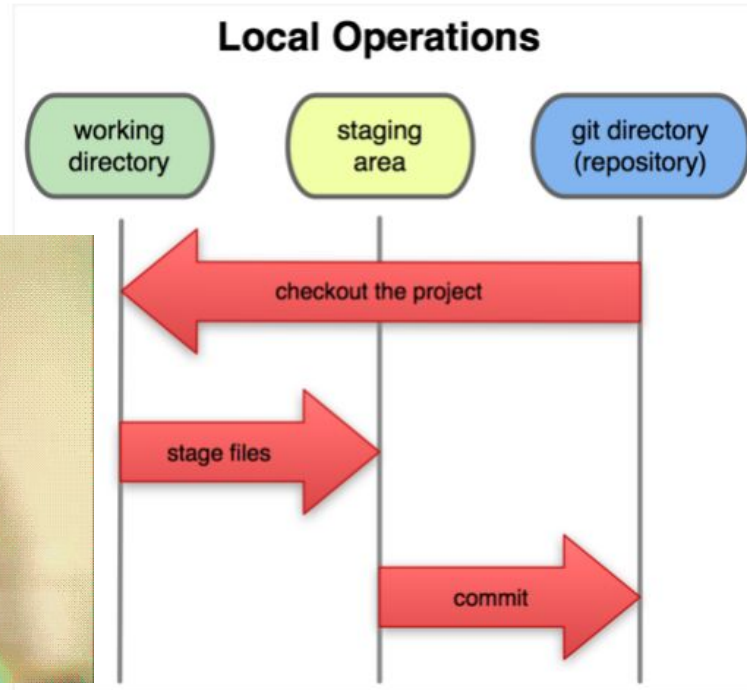 Local Operations
working
directory
staging
area
git directory
(repository)
checkout the project
stage files
commit